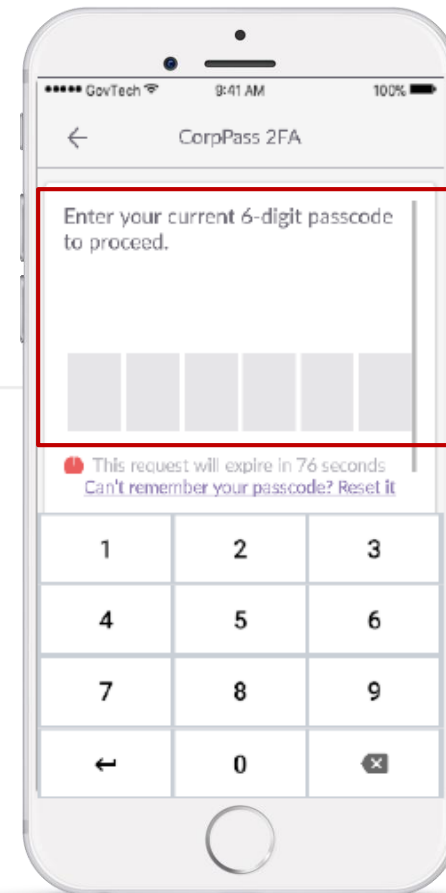 GovTech 9:41 AM 100%
← CorpPass 2FA
Enter your current 6-digit passcode
to proceed.
This request will expire in 76 seconds
Can't remember your passcode? Reset it
1 2 3
4 5 6
7 8 9
0